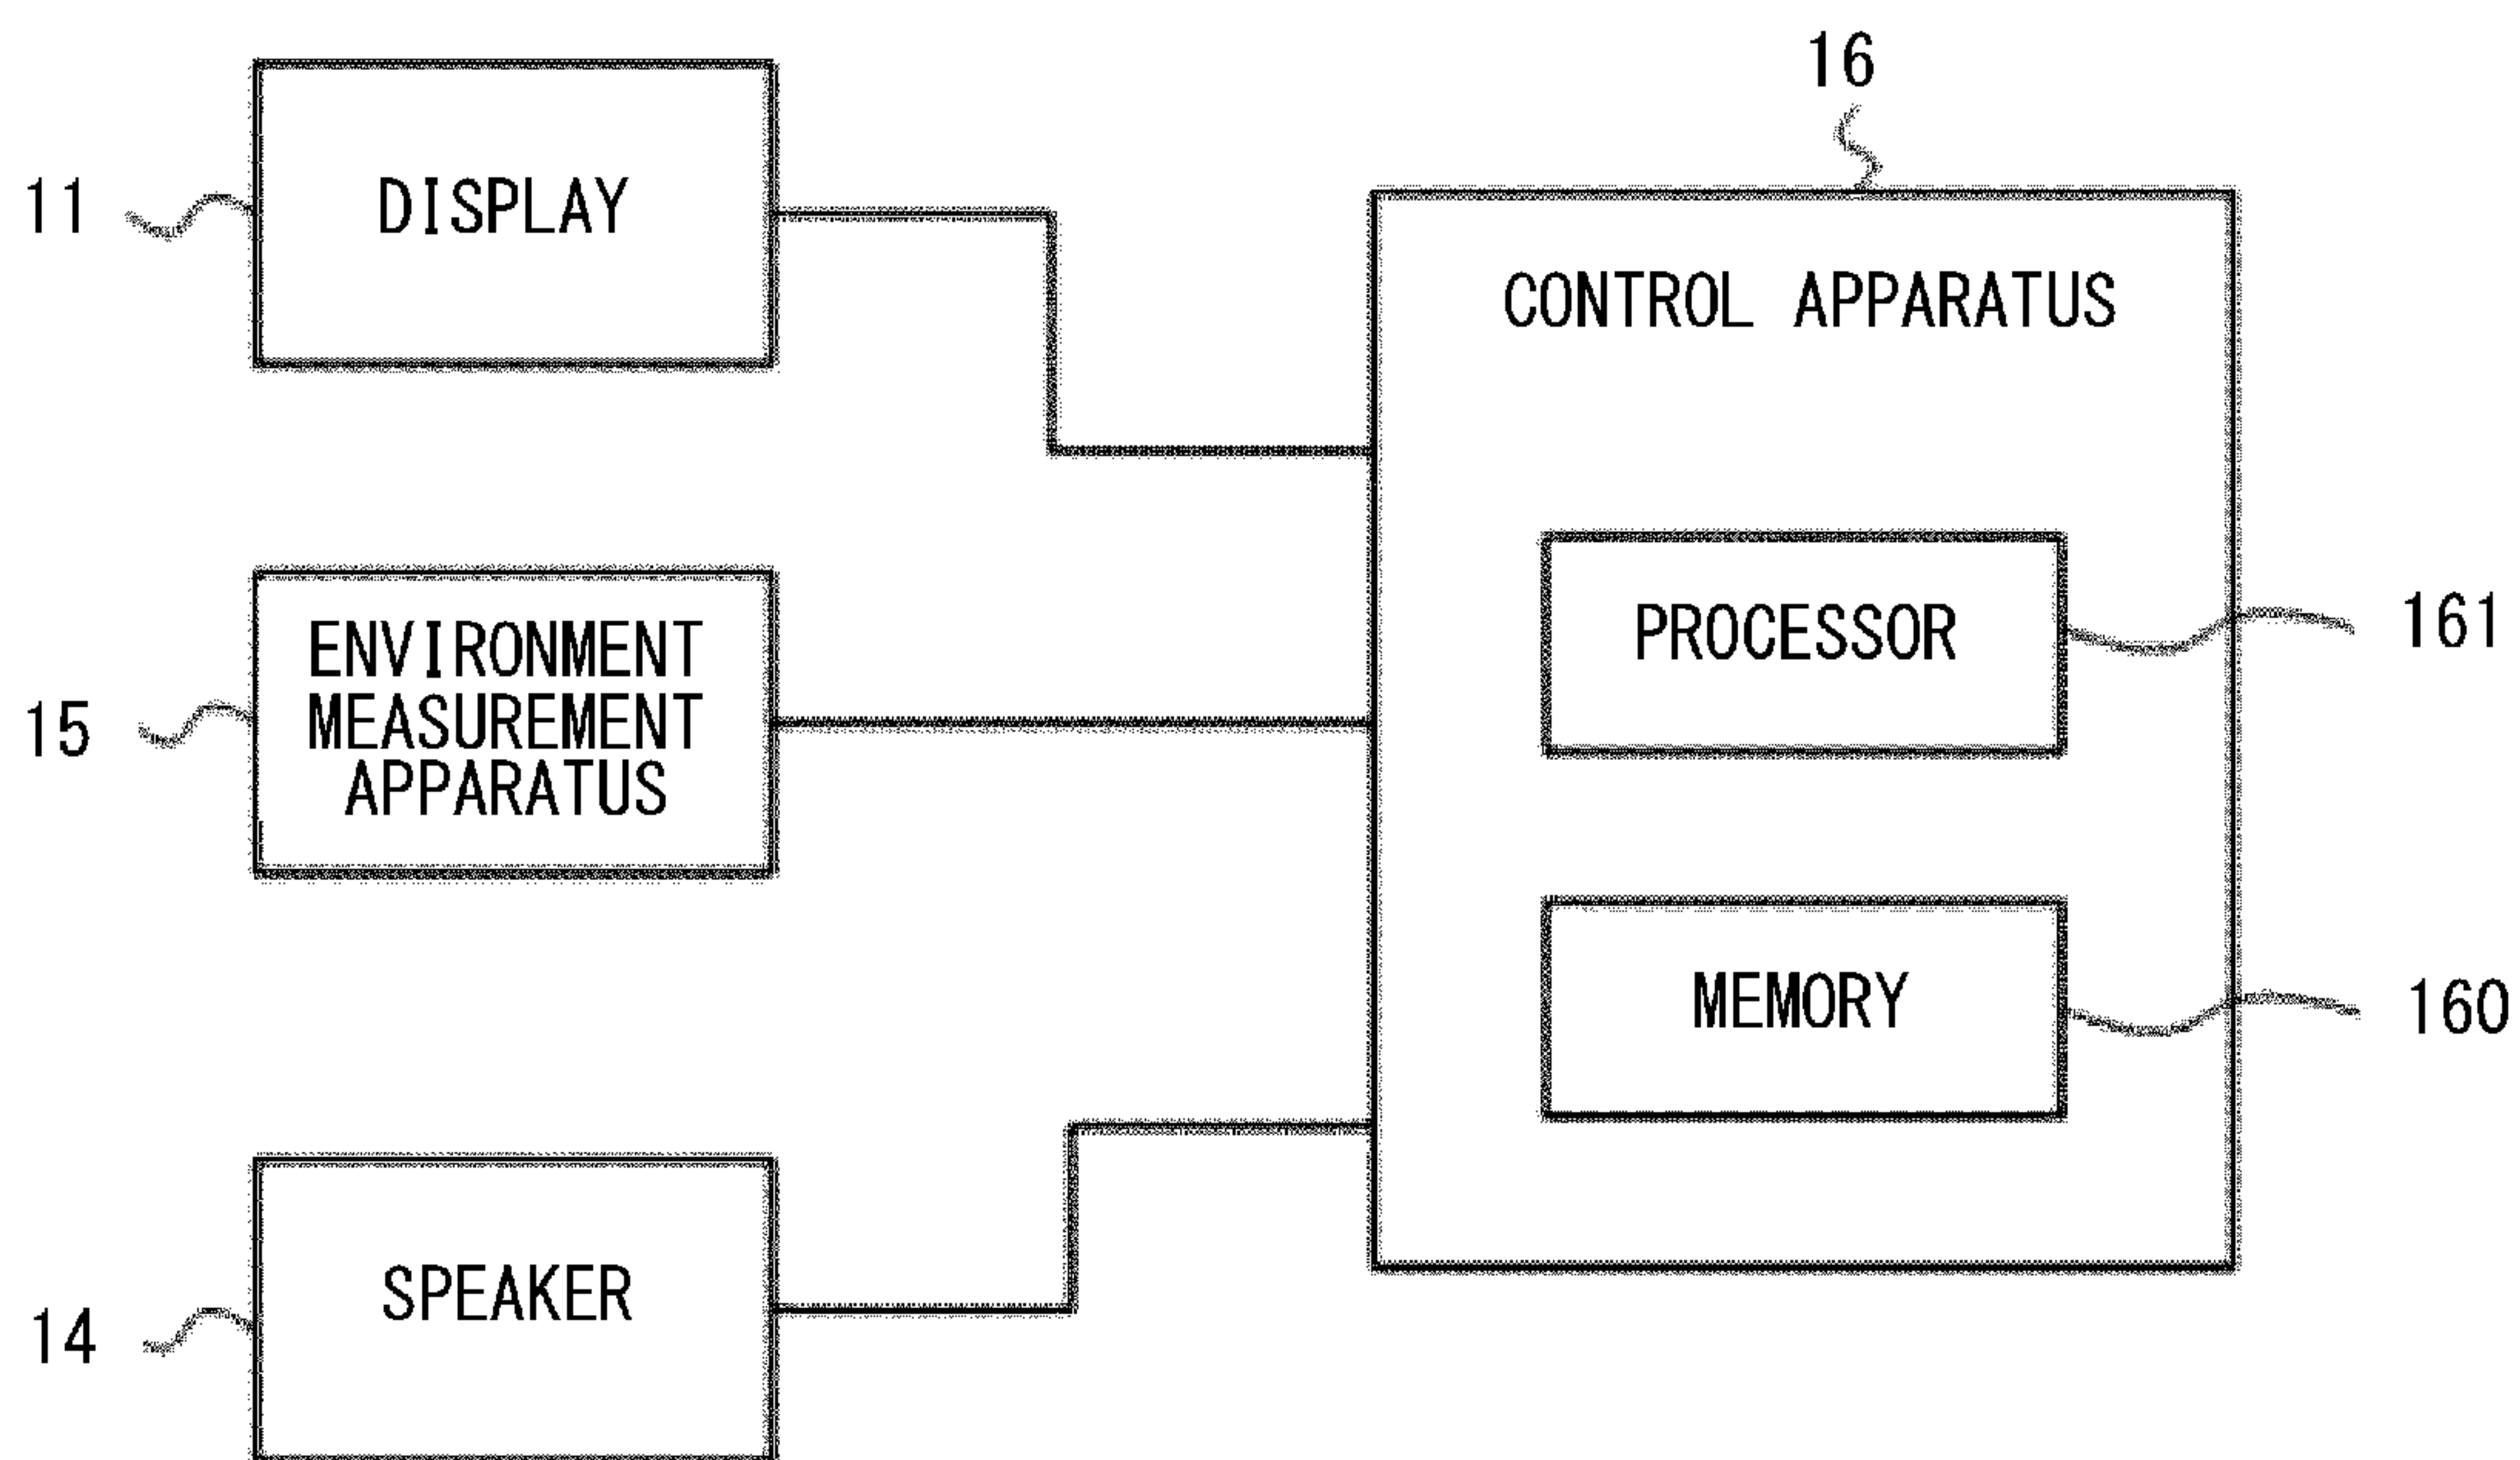 16
11
DISPLAY
CONTROL APPARATUS
PROCESSOR
161
15
ENVIRONMENT
MEASUREMENT
APPARATUS
MEMORY
160
14
SPEAKER